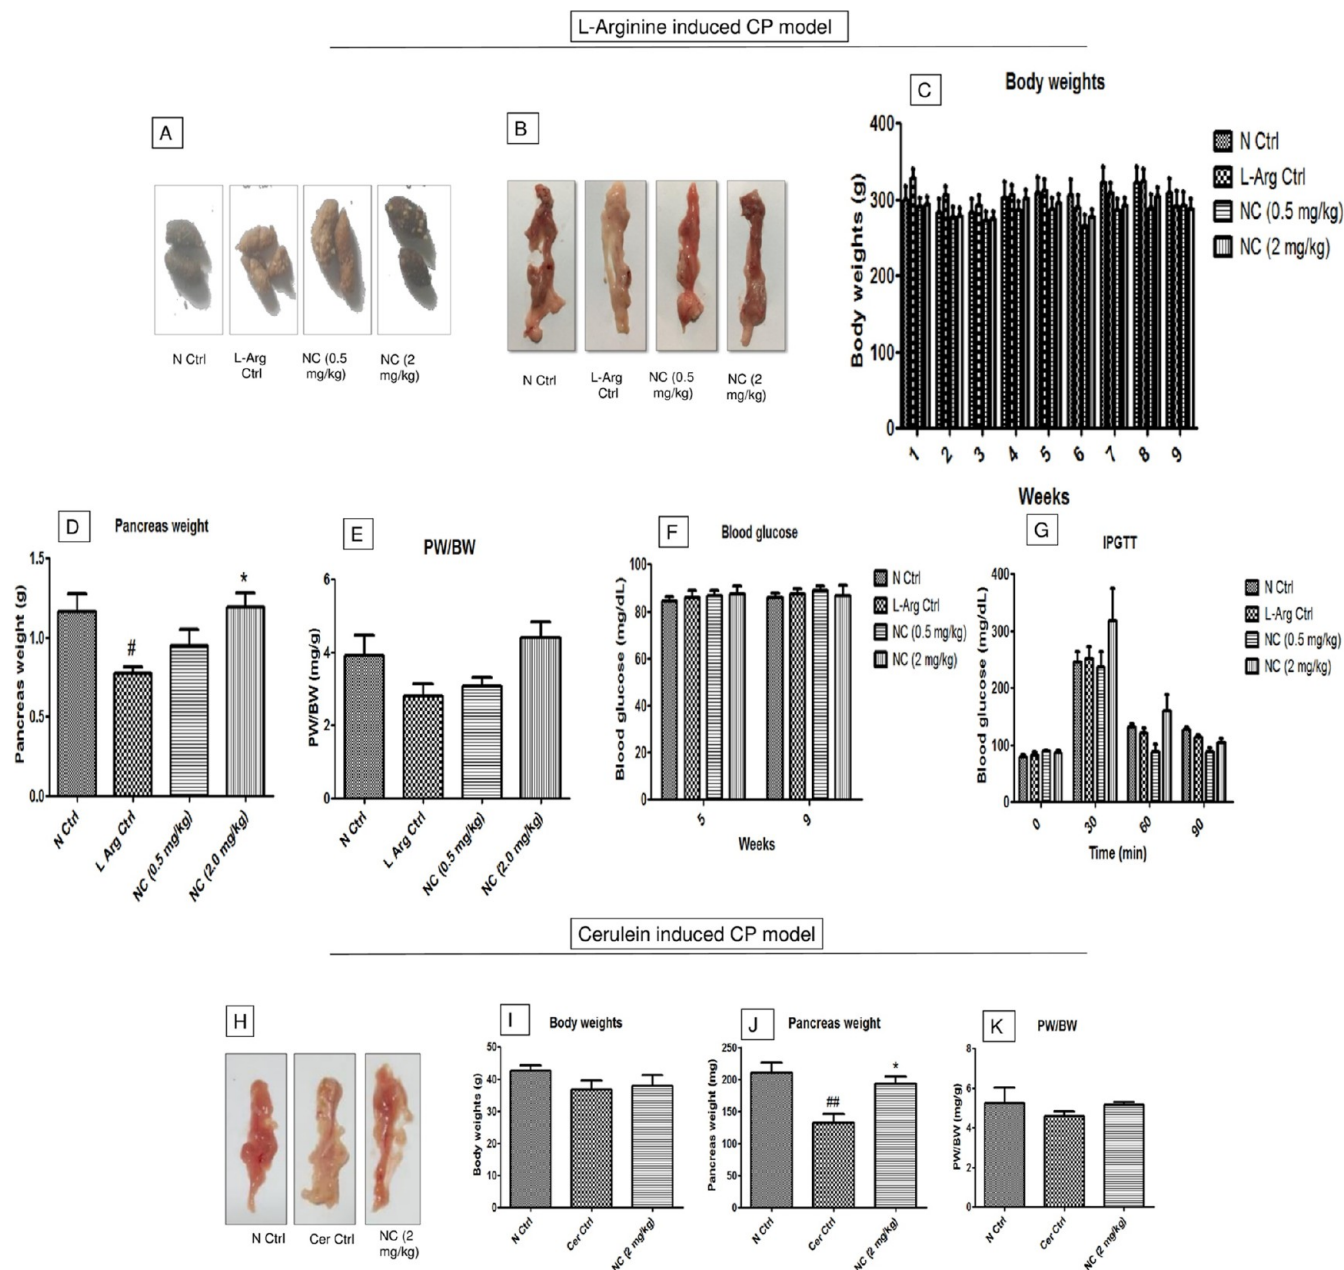 L-Arginine induced CP model
A
N Ctrl
L-Arg
Ctrl
NC (0.5
mg/kg)
NC (2
mg/kg)
B
N Ctrl
L-Arg
Ctrl
NC (0.5
mg/kg)
NC (2
mg/kg)
C
Body weights
Body weights (g)
400
300
200
100
0
1 2 3 4 5 6 7 8 9
Weeks
N Ctrl
L-Arg Ctrl
NC (0.5 mg/kg)
NC (2 mg/kg)
D
Pancreas weight
Pancreas weight (g)
1.5
1.0
0.5
0.0
#
*
N Ctrl
L Arg Ctrl
NC (0.5 mg/kg)
NC (2.0 mg/kg)
E
PW/BW
PW/BW (mg/g)
6
4
2
0
N Ctrl
L Arg Ctrl
NC (0.5 mg/kg)
NC (2.0 mg/kg)
F
Blood glucose
Blood glucose (mg/dL)
100
80
60
40
20
0
5 9
Weeks
N Ctrl
L-Arg Ctrl
NC (0.5 mg/kg)
NC (2 mg/kg)
G
IPGTT
Blood glucose (mg/dL)
400
300
200
100
0
0 30 60 90
Time (min)
N Ctrl
L-Arg Ctrl
NC (0.5 mg/kg)
NC (2 mg/kg)
Cerulein induced CP model
H
N Ctrl
Cer Ctrl
NC (2
mg/kg)
I
Body weights
Body weights (g)
50
40
30
20
10
0
N Ctrl
Cer Ctrl
NC (2 mg/kg)
J
Pancreas weight
Pancreas weight (mg)
250
200
150
100
50
0
##
*
N Ctrl
Cer Ctrl
NC (2 mg/kg)
K
PW/BW
PW/BW (mg/g)
8
6
4
2
0
N Ctrl
Cer Ctrl
NC (2 mg/kg)